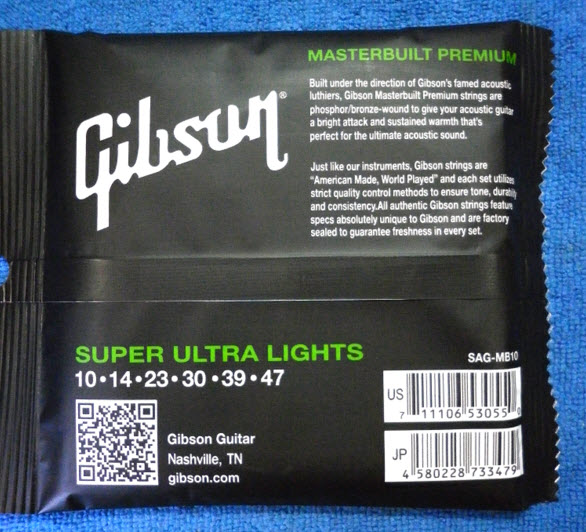 MASTERBUILT PREMIUM
Built under the direction of Gibson's famed acoustic
luthiers, Gibson Masterbuilt Premium strings are
phosphor/bronze-wound to give your acoustic guitar
a bright attack and sustained warmth that's
perfect for the ultimate acoustic sound.
Gibson®
Just like our instruments, Gibson strings are
"American Made, World Played" and each set utilizes
strict quality control methods to ensure tone, durability
and consistency.All authentic Gibson strings feature
specs absolutely unique to Gibson and are factory
sealed to guarantee freshness in every set.
SUPER ULTRA LIGHTS
10•14•23•30•39•47
SAG-MB10
US
7 11106 53055 0
Gibson Guitar
Nashville, TN
gibson.com
JP
4 580228 733479